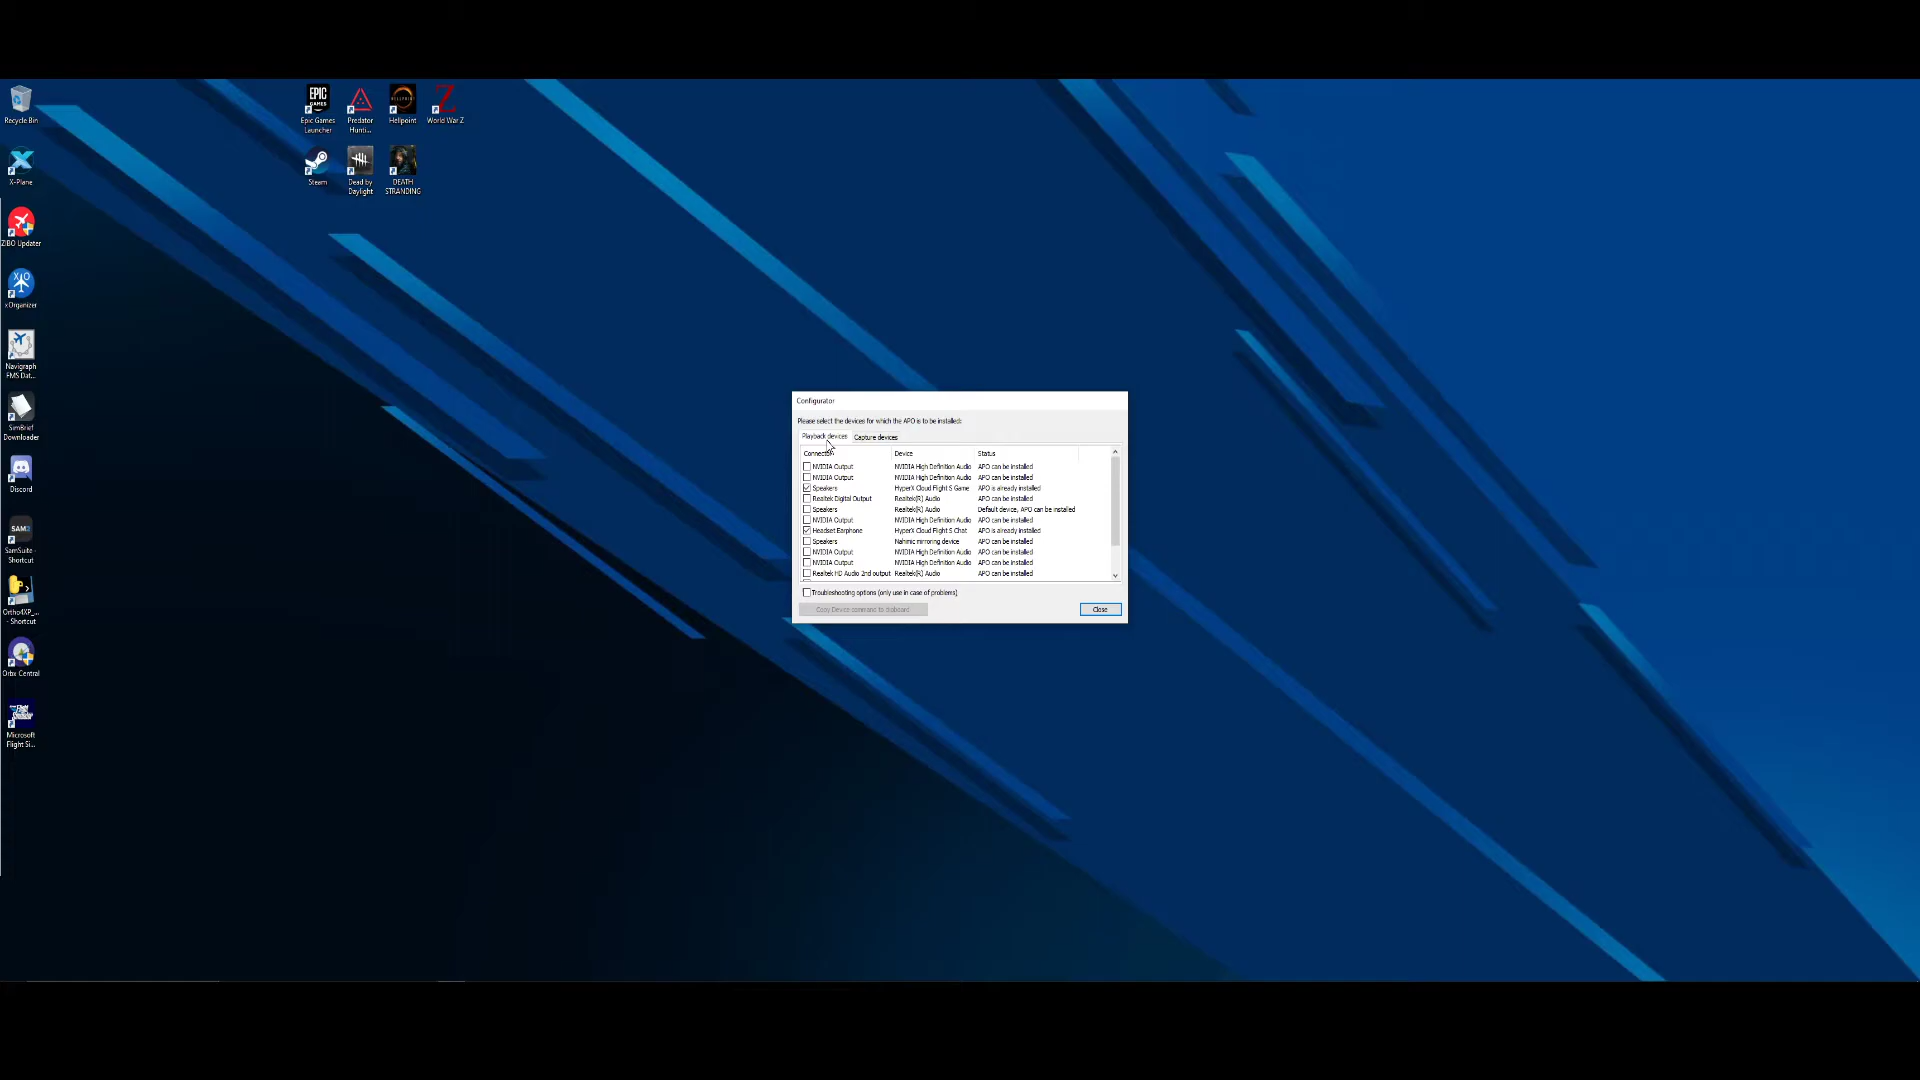 Recycle Bin
X-Plane
ZIBO Updater
XO
xOrganizer
Navigraph
FMS Dat...
SimBrief
Downloader
Discord
SAM3
SamSuite -
Shortcut
Ortho4XP_...
- Shortcut
Orbx Central
Microsoft
Flight Si...
EPIC
GAMES
Epic Games
Launcher
Predator
Hunti...
Hellpoint
World War Z
Steam
Dead by
Daylight
DEATH
STRANDING
Configurator
Please select the devices for which the APO is to be installed:
Playback devices Capture devices
Connector Device Status
NVIDIA Output NVIDIA High Definition Audio APO can be installed
NVIDIA Output NVIDIA High Definition Audio APO can be installed
Speakers HyperX Cloud Flight S Game APO is already installed
Realtek Digital Output Realtek(R) Audio APO can be installed
Speakers Realtek(R) Audio Default device, APO can be installed
NVIDIA Output NVIDIA High Definition Audio APO can be installed
Headset Earphone HyperX Cloud Flight S Chat APO is already installed
Speakers Nahimic mirroring device APO can be installed
NVIDIA Output NVIDIA High Definition Audio APO can be installed
NVIDIA Output NVIDIA High Definition Audio APO can be installed
Realtek HD Audio 2nd output Realtek(R) Audio APO can be installed
Troubleshooting options (only use in case of problems)
Copy Device command to clipboard
Close